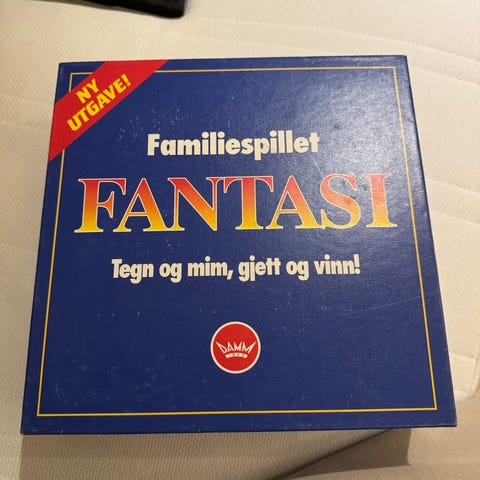 NY
UTGAVE!
Familiespillet
FANTASI
Tegn og mim, gjett og vinn!
DAMM